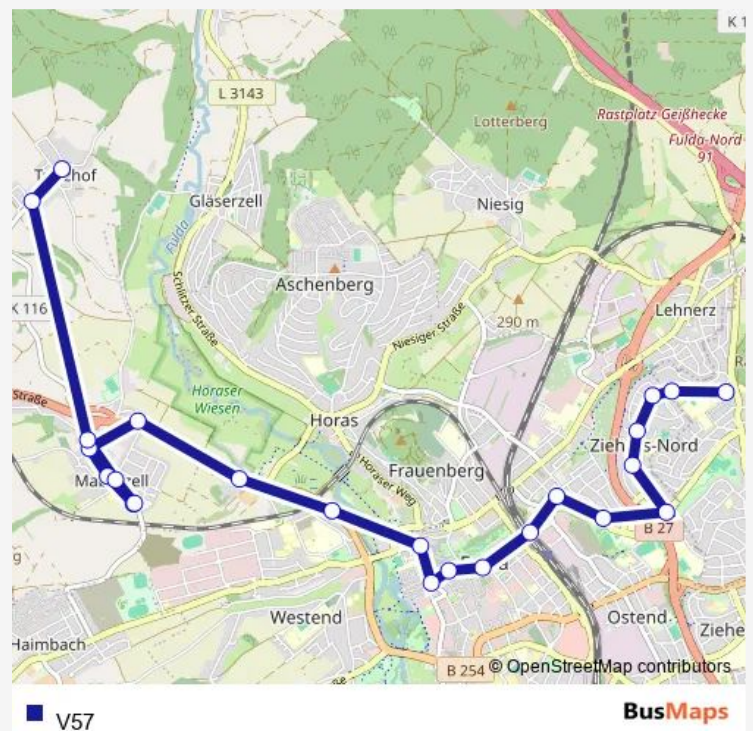 K 1
L 3143
Lotterberg
Rastplatz Geißhecke
Fulda-Nord
91
Gläserzell
Niesig
Fulda
Aschenberg
Schlitzer Straße
290 m
Lehnerz
K 116
Niesiger Straße
Horaser
Wiesen
Straße
Horas
Frauenberg
Horaser Weg
B 27
Westend
Ostend
Haimbach
B 254
© OpenStreetMap contributors
V57
BusMaps